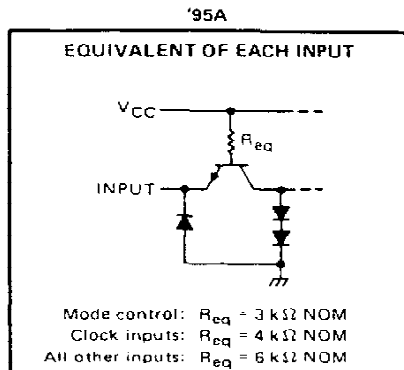 '95A
EQUIVALENT OF EACH INPUT
VCC
Req
INPUT
Mode control: Req = 3 kΩ NOM
Clock inputs: Req = 4 kΩ NOM
All other inputs: Req = 6 kΩ NOM